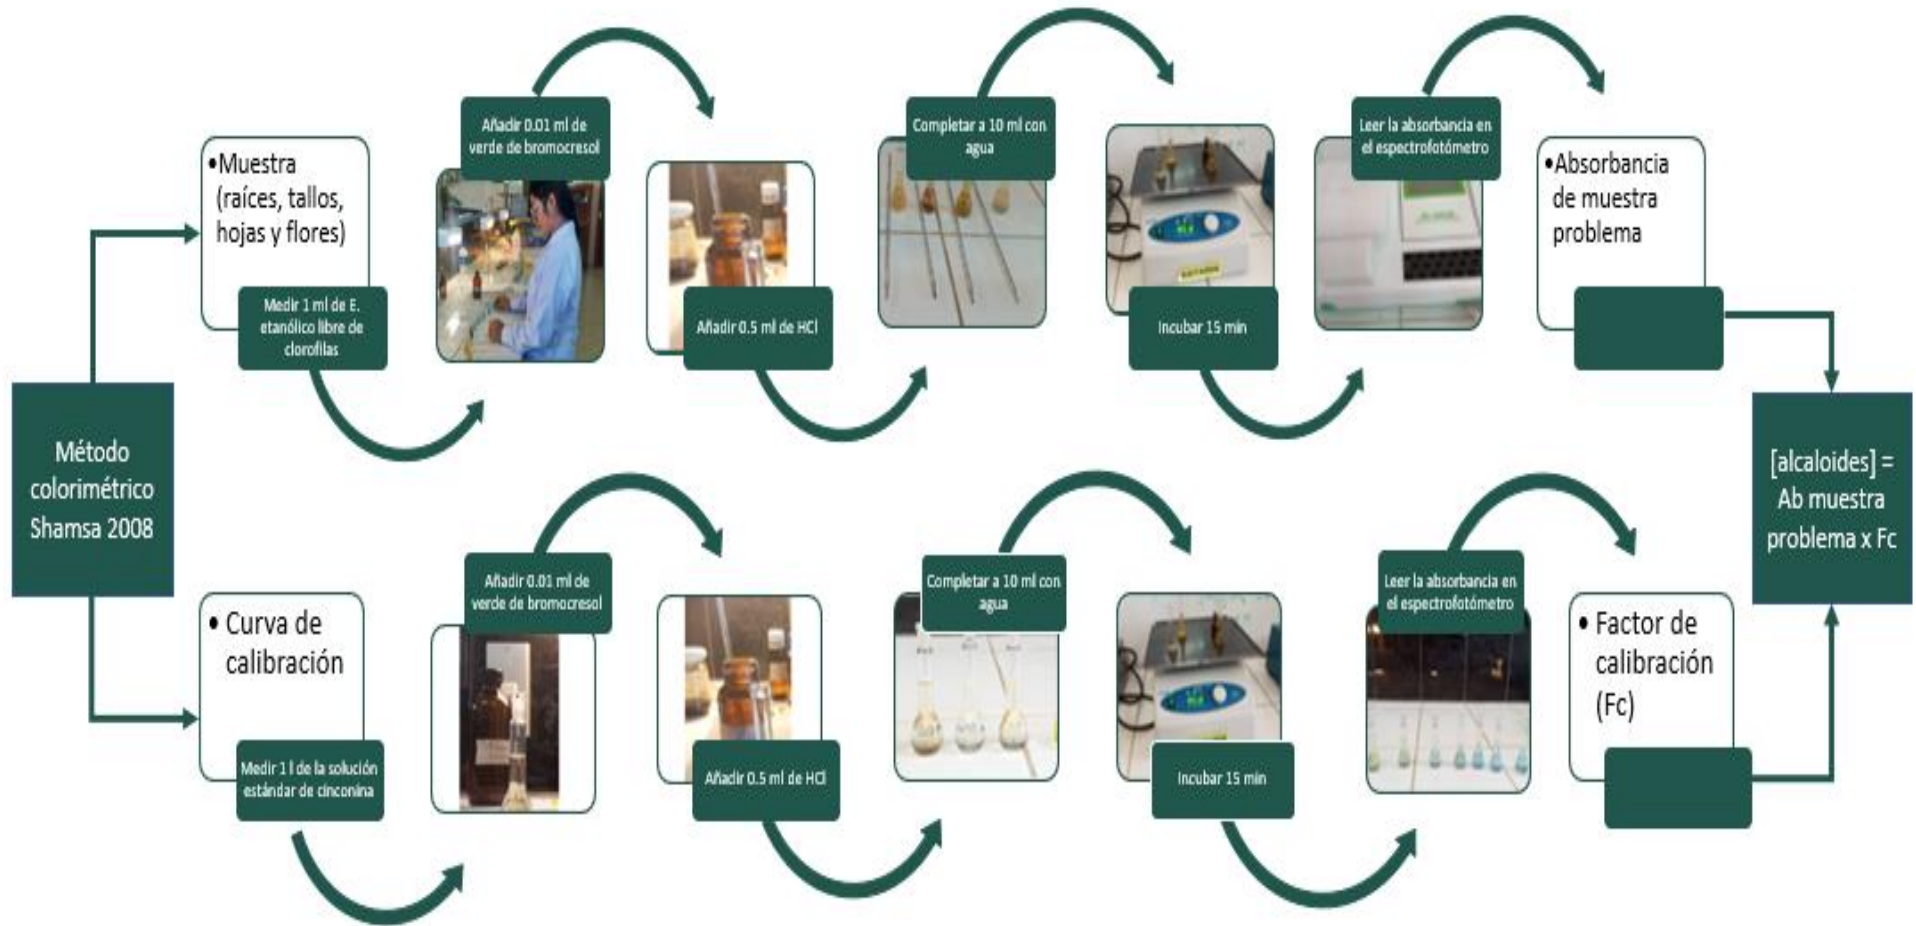 Método
colorimétrico
Shamsa 2008
•Muestra
(raíces, tallos,
hojas y flores)
Medir 1 ml de E.
etanólico libre de
clorofilas
Añadir 0.01 ml de
verde de bromocresol
Añadir 0.5 ml de HCl
Completar a 10 ml con
agua
Incubar 15 min
Leer la absorbancia en
el espectrofotómetro
•Absorbancia
de muestra
problema
• Curva de
calibración
Medir 1 l de la solución
estándar de cinconina
Añadir 0.01 ml de
verde de bromocresol
Añadir 0.5 ml de HCl
Completar a 10 ml con
agua
Incubar 15 min
Leer la absorbancia en
el espectrofotómetro
• Factor de
calibración
(Fc)
[alcaloides] =
Ab muestra
problema x Fc